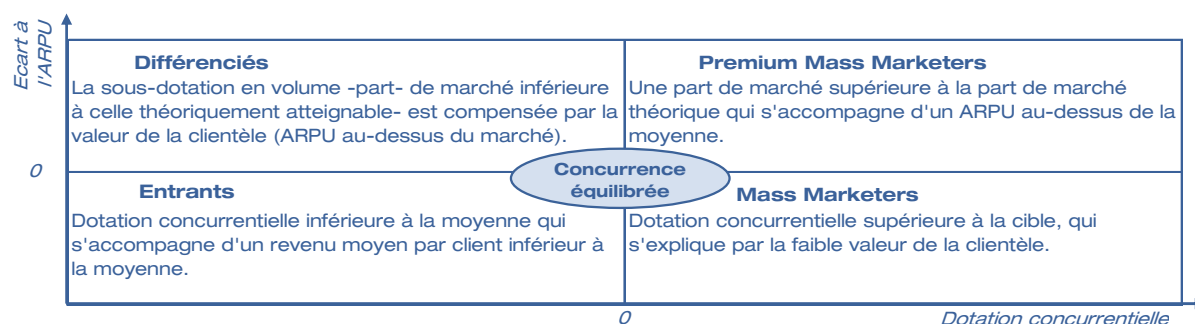 Ecart à
l'ARPU
Différenciés
La sous-dotation en volume -part- de marché inférieure
à celle théoriquement atteignable- est compensée par la
valeur de la clientèle (ARPU au-dessus du marché).
Premium Mass Marketers
Une part de marché supérieure à la part de marché
théorique qui s'accompagne d'un ARPU au-dessus de la
moyenne.
0
Concurrence
équilibrée
Entrants
Dotation concurrentielle inférieure à la moyenne qui
s'accompagne d'un revenu moyen par client inférieur à
la moyenne.
Mass Marketers
Dotation concurrentielle supérieure à la cible, qui
s'explique par la faible valeur de la clientèle.
0
Dotation concurrentielle